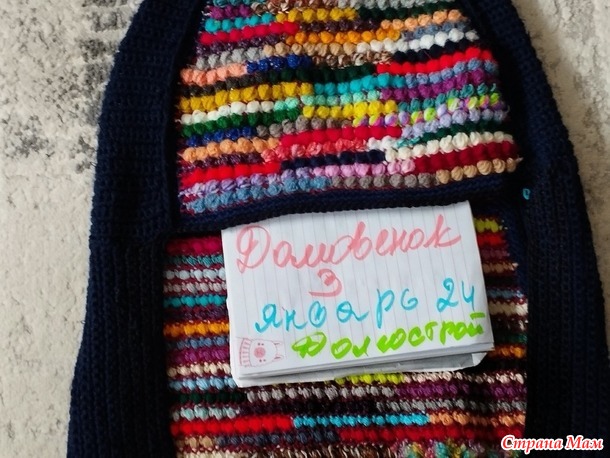 Домовенок
3
январь 24
Долгострой
Страна Мам